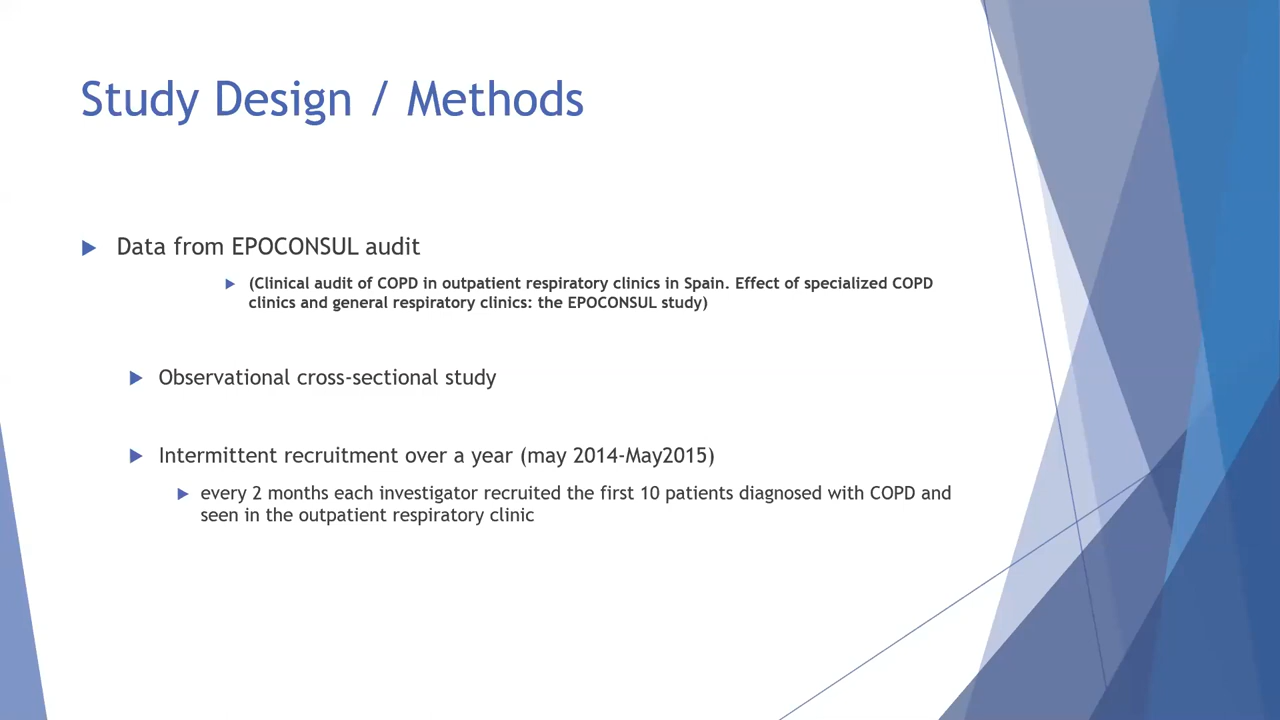 Study Design / Methods
Data from EPOCONSUL audit
(Clinical audit of COPD in outpatient respiratory clinics in Spain. Effect of specialized COPD
clinics and general respiratory clinics: the EPOCONSUL study)
Observational cross-sectional study
Intermittent recruitment over a year (may 2014-May2015)
every 2 months each investigator recruited the first 10 patients diagnosed with COPD and
seen in the outpatient respiratory clinic